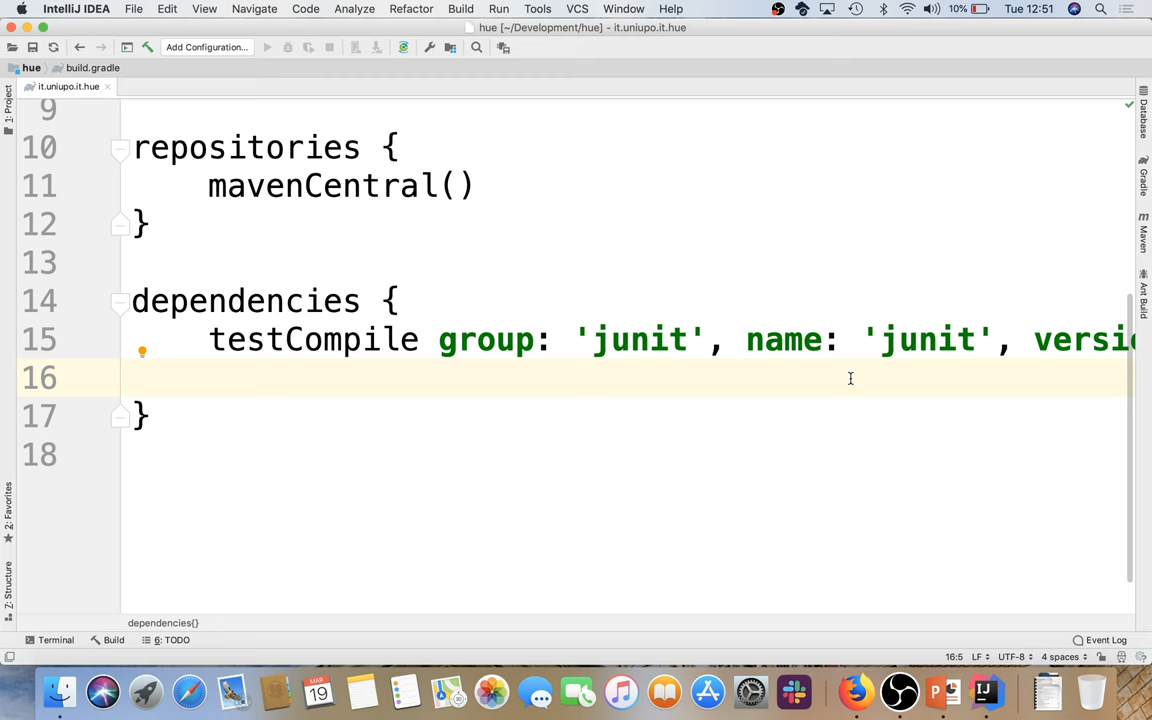 IntelliJ IDEA File Edit View Navigate Code Analyze Refactor Build Run Tools VCS Window Help 10% Tue 12:51
hue [~/Development/hue] - it.uniupo.it.hue
Add Configuration...
hue build.gradle
it.uniupo.it.hue
1: Project
2: Favorites
Z: Structure
9
10 repositories {
11 mavenCentral()
12 }
13
14 dependencies {
15 testCompile group: 'junit', name: 'junit', versio
16
17 }
18
Database
Gradle
m Maven
Ant Build
dependencies{}
Terminal Build 6: TODO Event Log
16:5 LF UTF-8 4 spaces
MAR
19
P
IJ